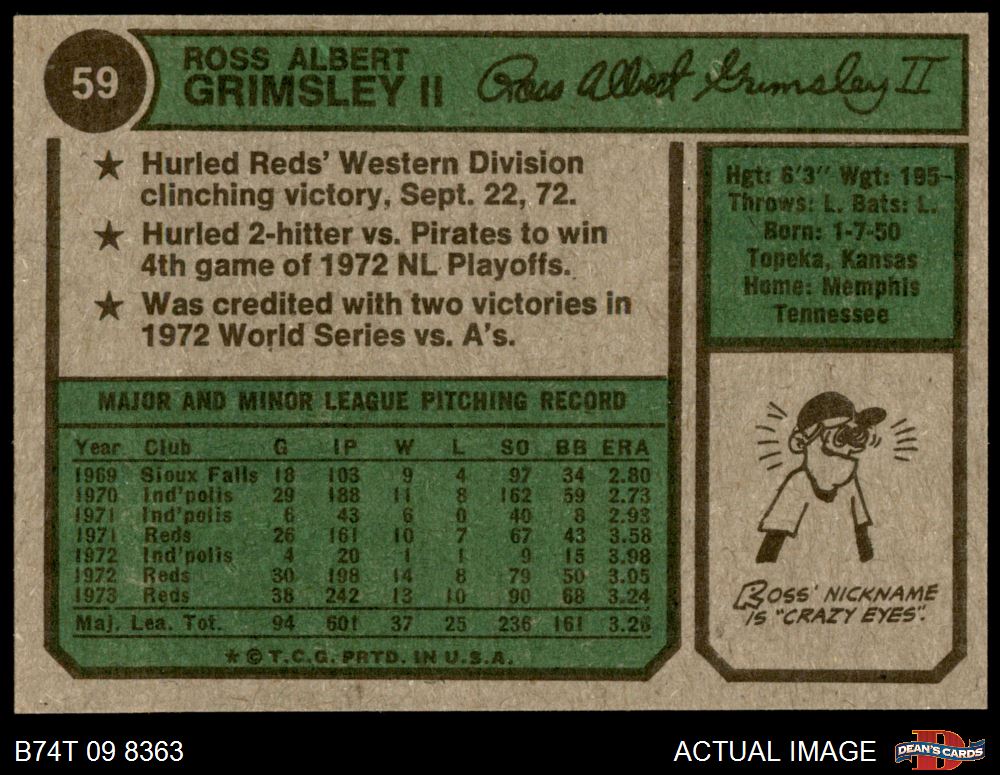 59
ROSS ALBERT
GRIMSLEY II
Ross Albert Grimsley II
★ Hurled Reds' Western Division
clinching victory, Sept. 22, 72.
★ Hurled 2-hitter vs. Pirates to win
4th game of 1972 NL Playoffs.
★ Was credited with two victories in
1972 World Series vs. A's.
Hgt: 6'3" Wgt: 195
Throws: L. Bats: L.
Born: 1-7-50
Topeka, Kansas
Home: Memphis
Tennessee
MAJOR AND MINOR LEAGUE PITCHING RECORD
Year Club G IP W L SO BB ERA
1969 Sioux Falls 18 103 9 4 97 34 2.80
1970 Ind'polis 29 188 11 8 162 59 2.73
1971 Ind'polis 6 43 6 0 40 8 2.93
1971 Reds 26 161 10 7 67 43 3.58
1972 Ind'polis 4 20 1 1 9 15 3.98
1972 Reds 30 198 14 8 79 50 3.05
1973 Reds 38 242 13 10 90 68 3.24
Maj. Lea. Tot. 94 601 37 25 236 161 3.26
★ © T.C.G. PRTD. IN U.S.A.
ROSS' NICKNAME
IS "CRAZY EYES".
B74T 09 8363
ACTUAL IMAGE
DEAN'S CARDS